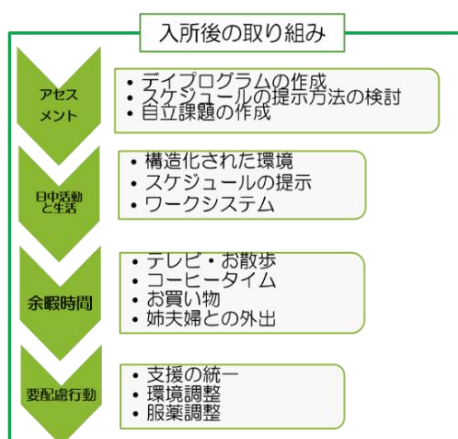 入所後の取り組み
アセス
メント
• デイプログラムの作成
• スケジュールの提示方法の検討
• 自立課題の作成
日中活動
と生活
• 構造化された環境
• スケジュールの提示
• ワークシステム
余暇時間
• テレビ・お散歩
• コーヒータイム
• お買い物
• 姉夫婦との外出
要配慮行動
• 支援の統一
• 環境調整
• 服薬調整